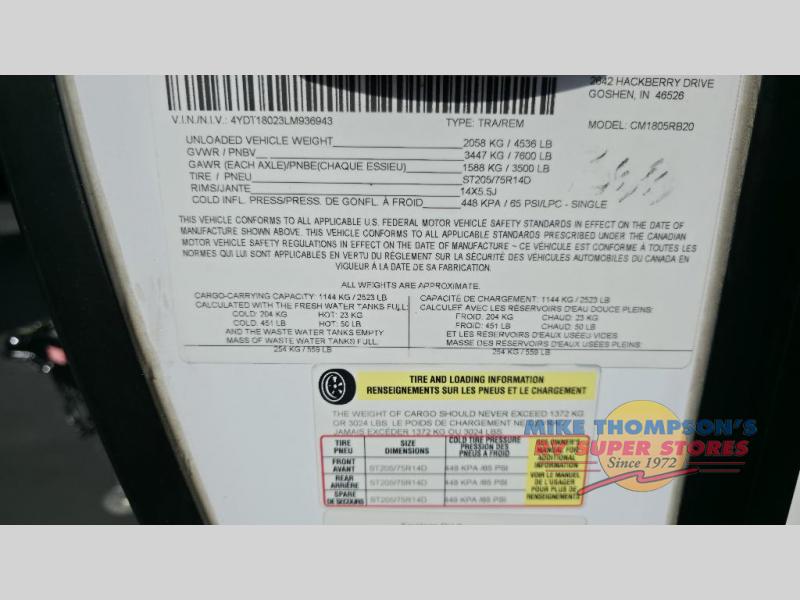 2642 HACKBERRY DRIVE
GOSHEN, IN 46526
V.I.N./N.I.V.: 4YDT18023LM936943 TYPE: TRA/REM MODEL: CM1805RB20
UNLOADED VEHICLE WEIGHT 2058 KG / 4536 LB
GVWR / PNBV 3447 KG / 7600 LB
GAWR (EACH AXLE)/PNBE(CHAQUE ESSIEU) 1588 KG / 3500 LB
TIRE / PNEU ST205/75R14D
RIMS/JANTE 14X5.5J
COLD INFL. PRESS/PRESS. DE GONFL. À FROID 448 KPA / 65 PSI/LPC - SINGLE
THIS VEHICLE CONFORMS TO ALL APPLICABLE U.S. FEDERAL MOTOR VEHICLE SAFETY STANDARDS IN EFFECT ON THE DATE OF
MANUFACTURE SHOWN ABOVE. THIS VEHICLE CONFORMS TO ALL APPLICABLE STANDARDS PRESCRIBED UNDER THE CANADIAN
MOTOR VEHICLE SAFETY REGULATIONS IN EFFECT ON THE DATE OF MANUFACTURE ~ CE VÉHICULE EST CONFORME À TOUTES LES
NORMES QUI LUI SONT APPLICABLES EN VERTU DU RÈGLEMENT SUR LA SÉCURITÉ DES VÉHICULES AUTOMOBILES DU CANADA EN
VIGUEUR À LA DATE DE SA FABRICATION.
ALL WEIGHTS ARE APPROXIMATE.
CARGO-CARRYING CAPACITY: 1144 KG / 2523 LB
CALCULATED WITH THE FRESH WATER TANKS FULL:
COLD: 204 KG HOT: 23 KG
COLD: 451 LB HOT: 50 LB
AND THE WASTE WATER TANKS EMPTY
MASS OF WASTE WATER TANKS FULL:
254 KG / 559 LB
CAPACITÉ DE CHARGEMENT: 1144 KG / 2523 LB
CALCULÉE AVEC LES RÉSERVOIRS D'EAU DOUCE PLEINS:
FROID: 204 KG CHAUD: 23 KG
FROID: 451 LB CHAUD: 50 LB
ET LES RÉSERVOIRS D'EAUX USÉES VIDES
MASSE DES RÉSERVOIRS D'EAUX USÉES PLEINS:
254 KG / 559 LB
TIRE AND LOADING INFORMATION
RENSEIGNEMENTS SUR LES PNEUS ET LE CHARGEMENT
THE WEIGHT OF CARGO SHOULD NEVER EXCEED 1372 KG
OR 3024 LBS. LE POIDS DE CHARGEMENT NE
JAMAIS EXCÉDER 1372 KG OU 3024 LBS.
TIRE
PNEU
SIZE
DIMENSIONS
COLD TIRE PRESSURE
PRESSION DES
PNEUS A FROID
SEE OWNER'S
MANUAL FOR
ADDITIONAL
INFORMATION
VOIR LE MANUEL
DE L'USAGER
POUR PLUS DE
RENSEIGNEMENTS
FRONT
AVANT
ST205/75R14D 448 KPA /65 PSI
REAR
ARRIÈRE
ST205/75R14D 448 KPA /65 PSI
SPARE
DE SECOURS
ST205/75R14D 448 KPA /65 PSI
MIKE THOMPSON'S
RV SUPER STORES
Since 1972